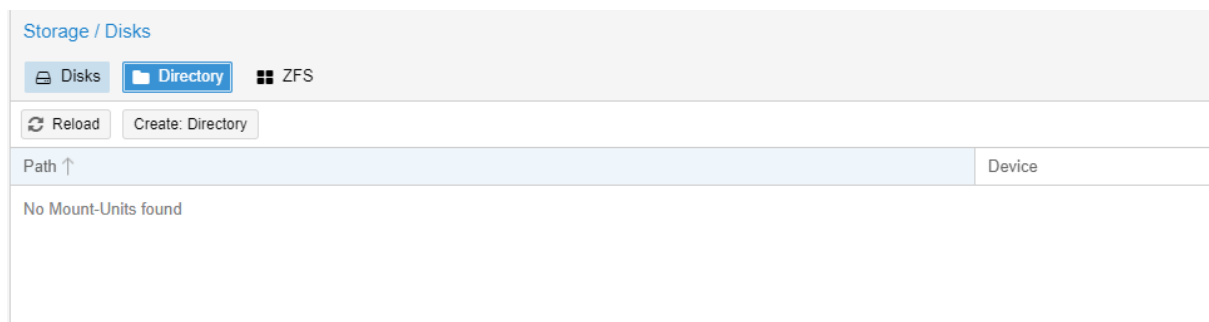 Storage / Disks
Disks Directory ZFS
Reload Create: Directory
Path ↑ Device
No Mount-Units found